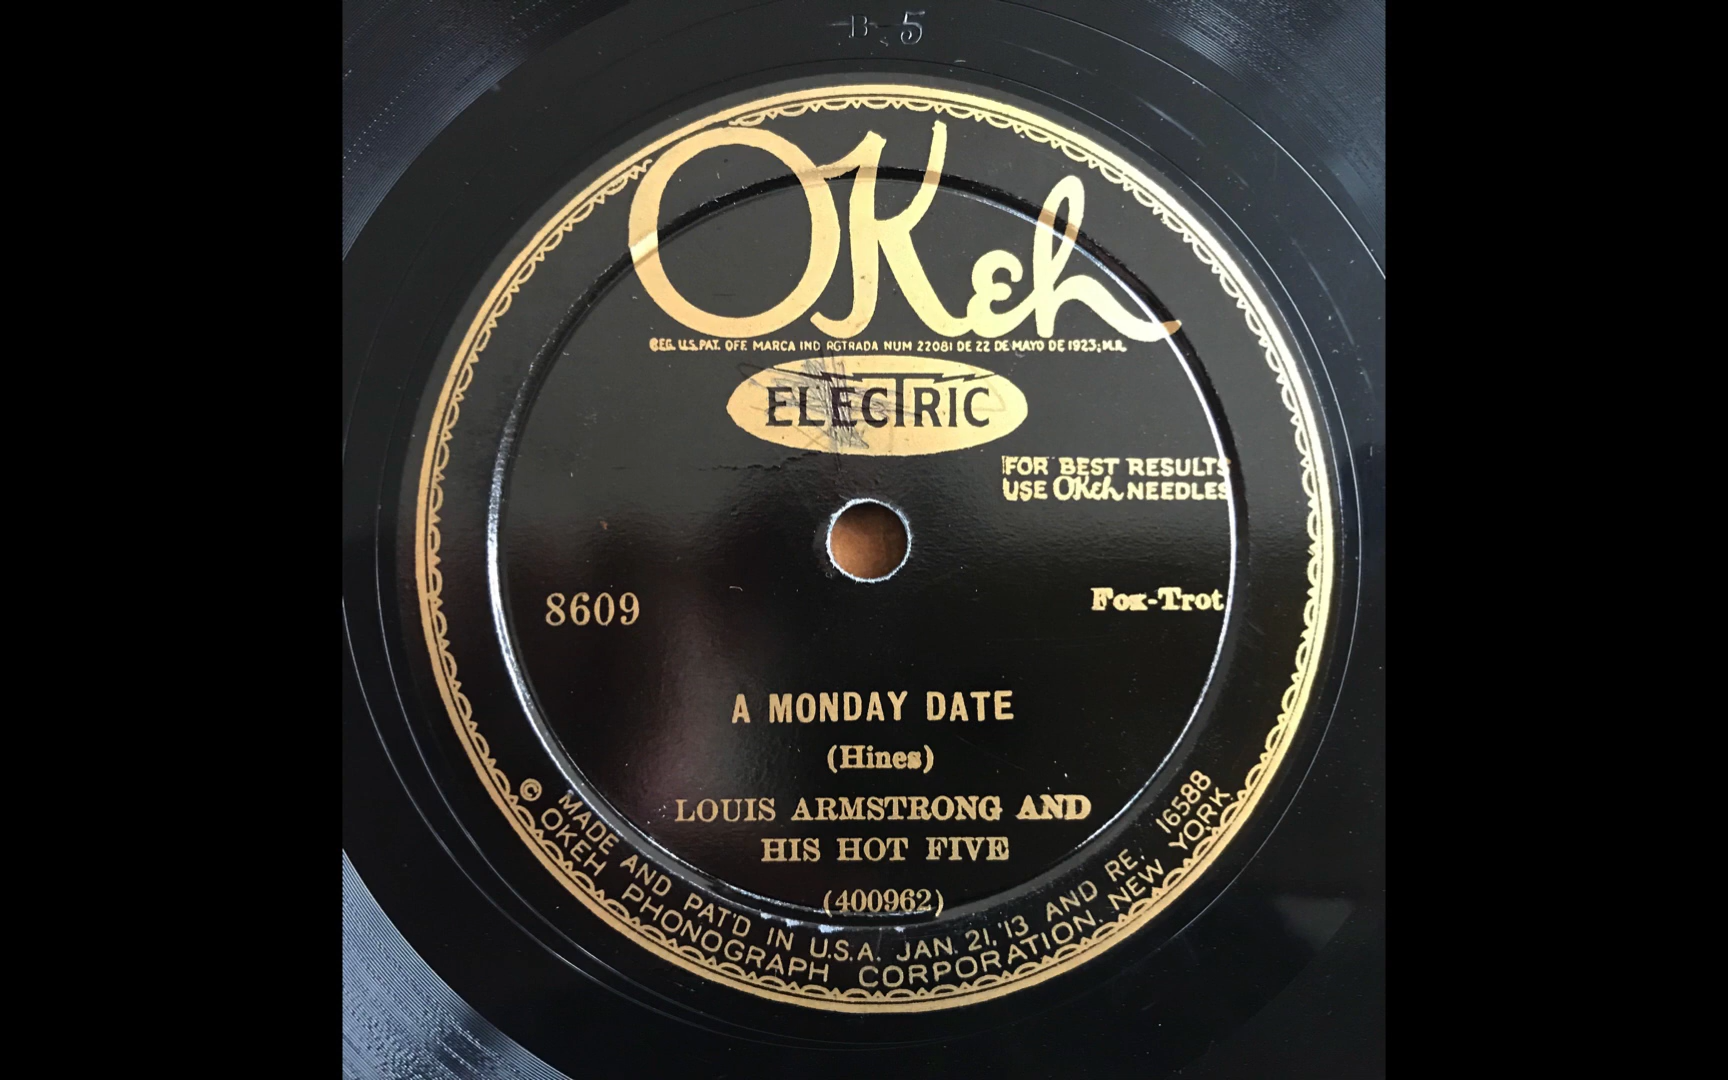 B-5
OKeh
REG. U.S. PAT. OFF. MARCA IND RGTRADA NUM 22081 DE 22 DE MAYO DE 1923; M.R.
ELECTRIC
FOR BEST RESULTS
USE OKeh NEEDLES
8609
Fox-Trot
A MONDAY DATE
(Hines)
LOUIS ARMSTRONG AND
HIS HOT FIVE
(400962)
MADE AND PAT'D IN U.S.A. JAN. 21, '13 AND RE. 16588
© OKEH PHONOGRAPH CORPORATION. NEW YORK